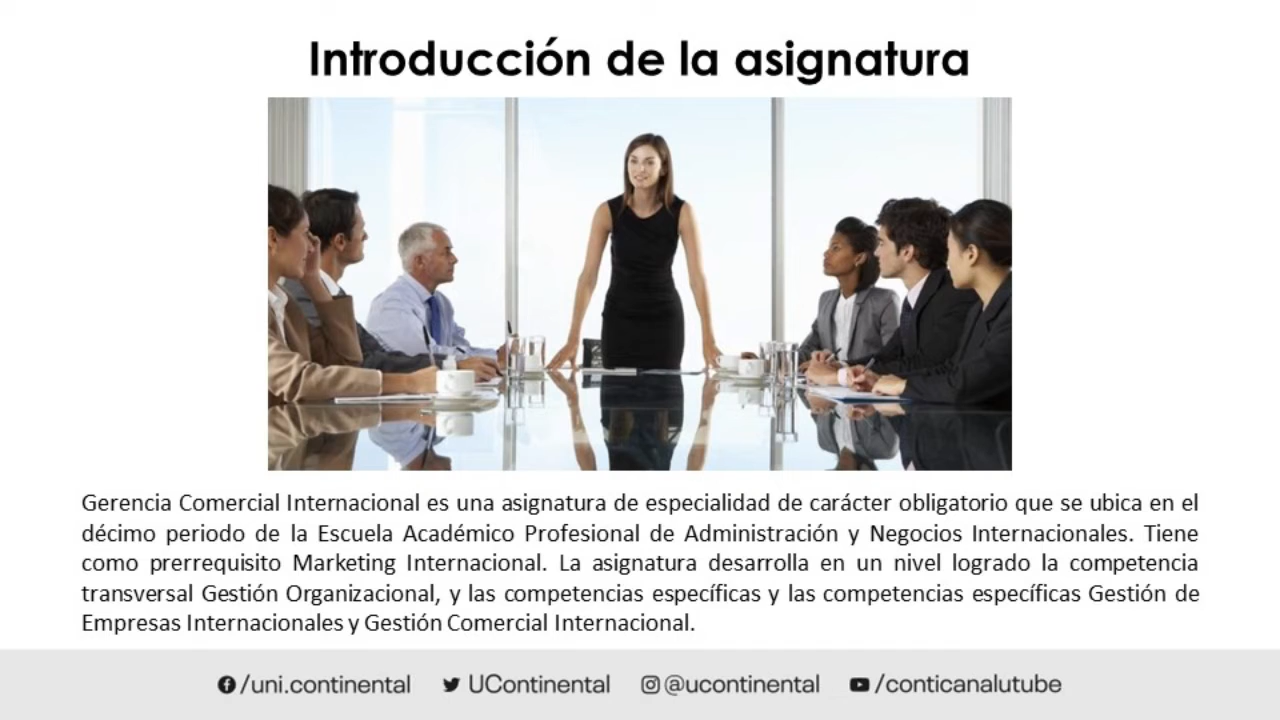 Introducción de la asignatura
Gerencia Comercial Internacional es una asignatura de especialidad de carácter obligatorio que se ubica en el
décimo periodo de la Escuela Académico Profesional de Administración y Negocios Internacionales. Tiene
como prerrequisito Marketing Internacional. La asignatura desarrolla en un nivel logrado la competencia
transversal Gestión Organizacional, y las competencias específicas y las competencias específicas Gestión de
Empresas Internacionales y Gestión Comercial Internacional.
/uni.continental UContinental @ucontinental /conticanalutube